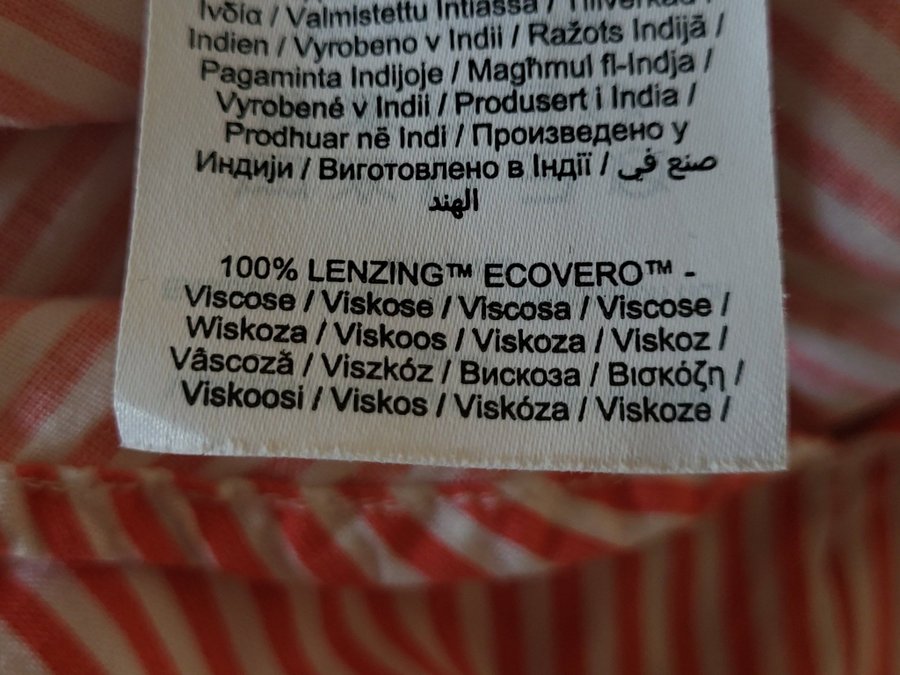 Ινδία / Valmistettu Intiassa /
Indien / Vyrobeno v Indii / Ražots Indijā /
Pagaminta Indijoje / Magħmul fl-Indja /
Vyrobené v Indii / Produsert i India /
Prodhuar në Indi / Произведено у
Индији / Виготовлено в Індії / صنع في
الهند
100% LENZING™ ECOVERO™ -
Viscose / Viskose / Viscosa / Viscose /
Wiskoza / Viskoos / Viskoza / Viskoz /
Vâscoză / Viszkóz / Вискоза / Βισκόζη /
Viskoosi / Viskos / Viskóza / Viskoze /